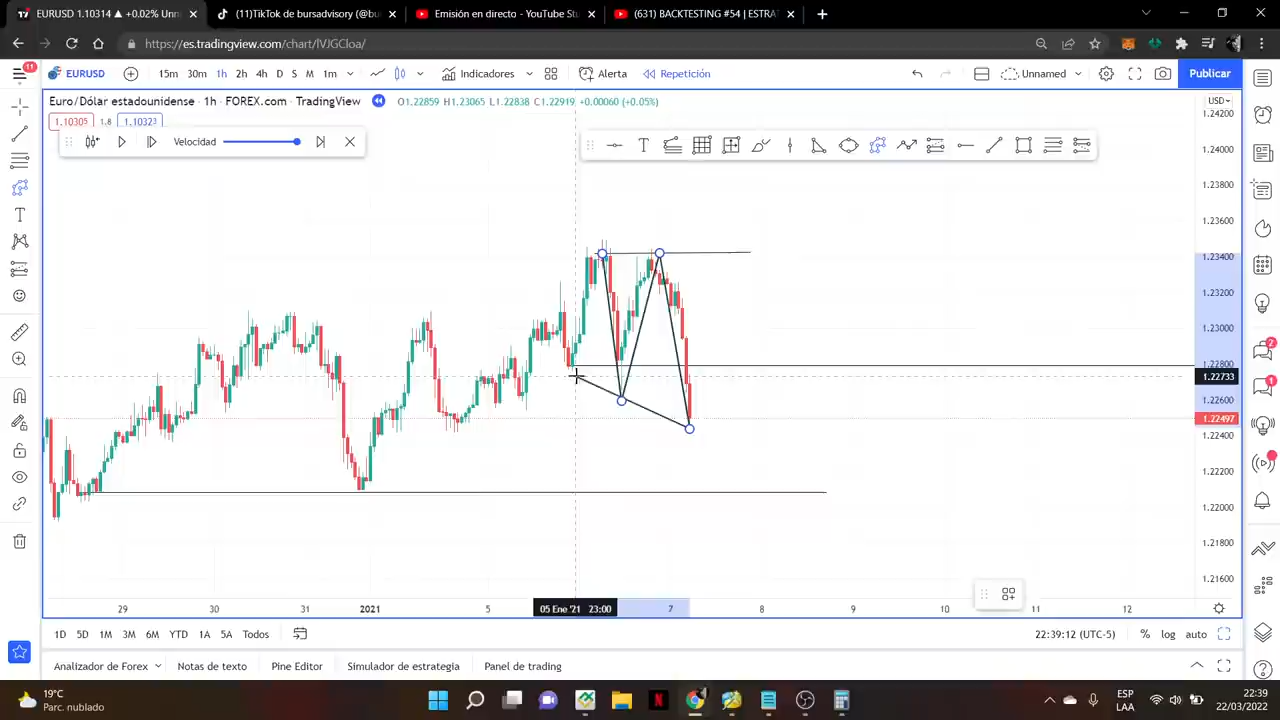 EURUSD 1.10314 ▲ +0.02% Unn
(11)TikTok de bursadvisory (@bu
Emisión en directo - YouTube St
(631) BACKTESTING #54 | ESTRA
https://es.tradingview.com/chart/lVJGCloa/
11
EURUSD
15m 30m 1h 2h 4h D S M 1m
Indicadores
Alerta
Repetición
Unnamed
Publicar
Euro/Dólar estadounidense · 1h · FOREX.com · TradingView
O1.22859 H1.23065 L1.22838 C1.22919 +0.00060 (+0.05%)
USD
1.10305 1.8 1.10323
Velocidad
1.24200
1.24000
1.23800
1.23600
1.23400
1.23200
1.23000
1.22800
1.22733
1.22600
1.22497
1.22400
1.22200
1.22000
1.21800
1.21600
2
1
29 30 31 2021 5 05 Ene '21 23:00 7 8 9 10 11 12
1D 5D 1M 3M 6M YTD 1A 5A Todos
22:39:12 (UTC-5) % log auto
Analizador de Forex Notas de texto Pine Editor Simulador de estrategia Panel de trading
19°C
Parc. nublado
ESP
LAA
22:39
22/03/2022